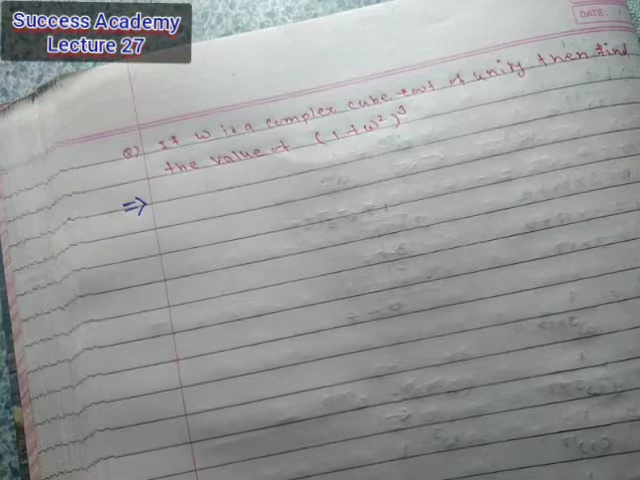 Success Academy
Lecture 27
DATE:
Q) If ω is a complex cube root of unity then find
the value of (1+ω²)³
⇒